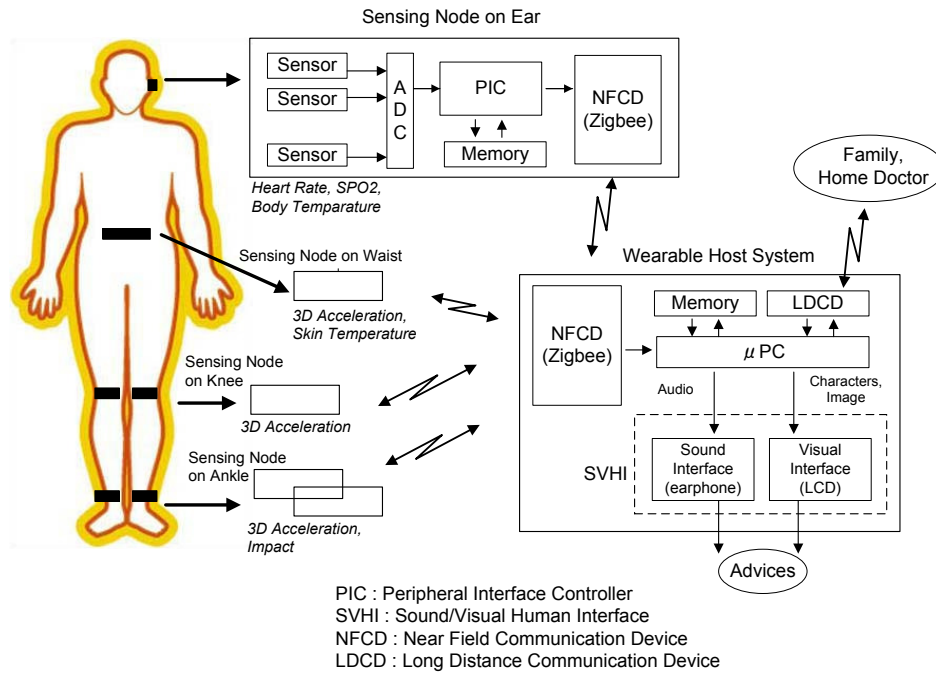 Sensing Node on Ear
Sensor
Sensor
Sensor
A
D
C
PIC
Memory
NFCD
(Zigbee)
Heart Rate, SPO2,
Body Temparature
Family,
Home Doctor
Sensing Node on Waist
3D Acceleration,
Skin Temperature
Wearable Host System
NFCD
(Zigbee)
Memory
LDCD
μ PC
Audio
Characters,
Image
SVHI
Sound
Interface
(earphone)
Visual
Interface
(LCD)
Advices
Sensing Node
on Knee
3D Acceleration
Sensing Node
on Ankle
3D Acceleration,
Impact
PIC : Peripheral Interface Controller
SVHI : Sound/Visual Human Interface
NFCD : Near Field Communication Device
LDCD : Long Distance Communication Device